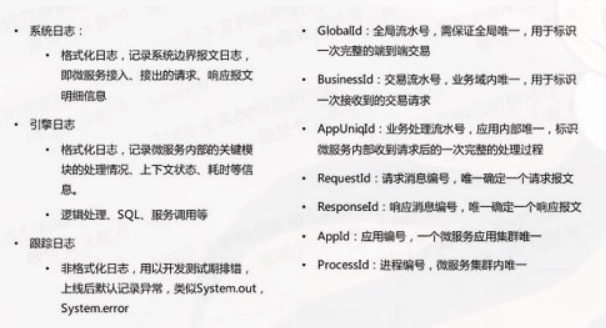 • 系统日志：
• 格式化日志，记录系统边界报文日志，
即微服务接入、接出的请求、响应报文
明细信息
• 引擎日志
• 格式化日志，记录微服务内部的关键模
块的处理情况、上下文状态、耗时等信
息。
• 逻辑处理、SQL、服务调用等
• 跟踪日志
• 非格式化日志，用以开发测试期排错，
上线后默认记录异常，类似System.out，
System.error
• GlobalId：全局流水号，需保证全局唯一，用于标识
一次完整的端到端交易
• BusinessId：交易流水号，业务域内唯一，用于标识
一次接收到的交易请求
• AppUniqId：业务处理流水号，应用内部唯一，标识
微服务内部收到请求后的一次完整的处理过程
• RequestId：请求消息编号，唯一确定一个请求报文
• ResponseId：响应消息编号，唯一确定一个响应报文
• AppId：应用编号，一个微服务应用集群唯一
• ProcessId：进程编号，微服务集群内唯一